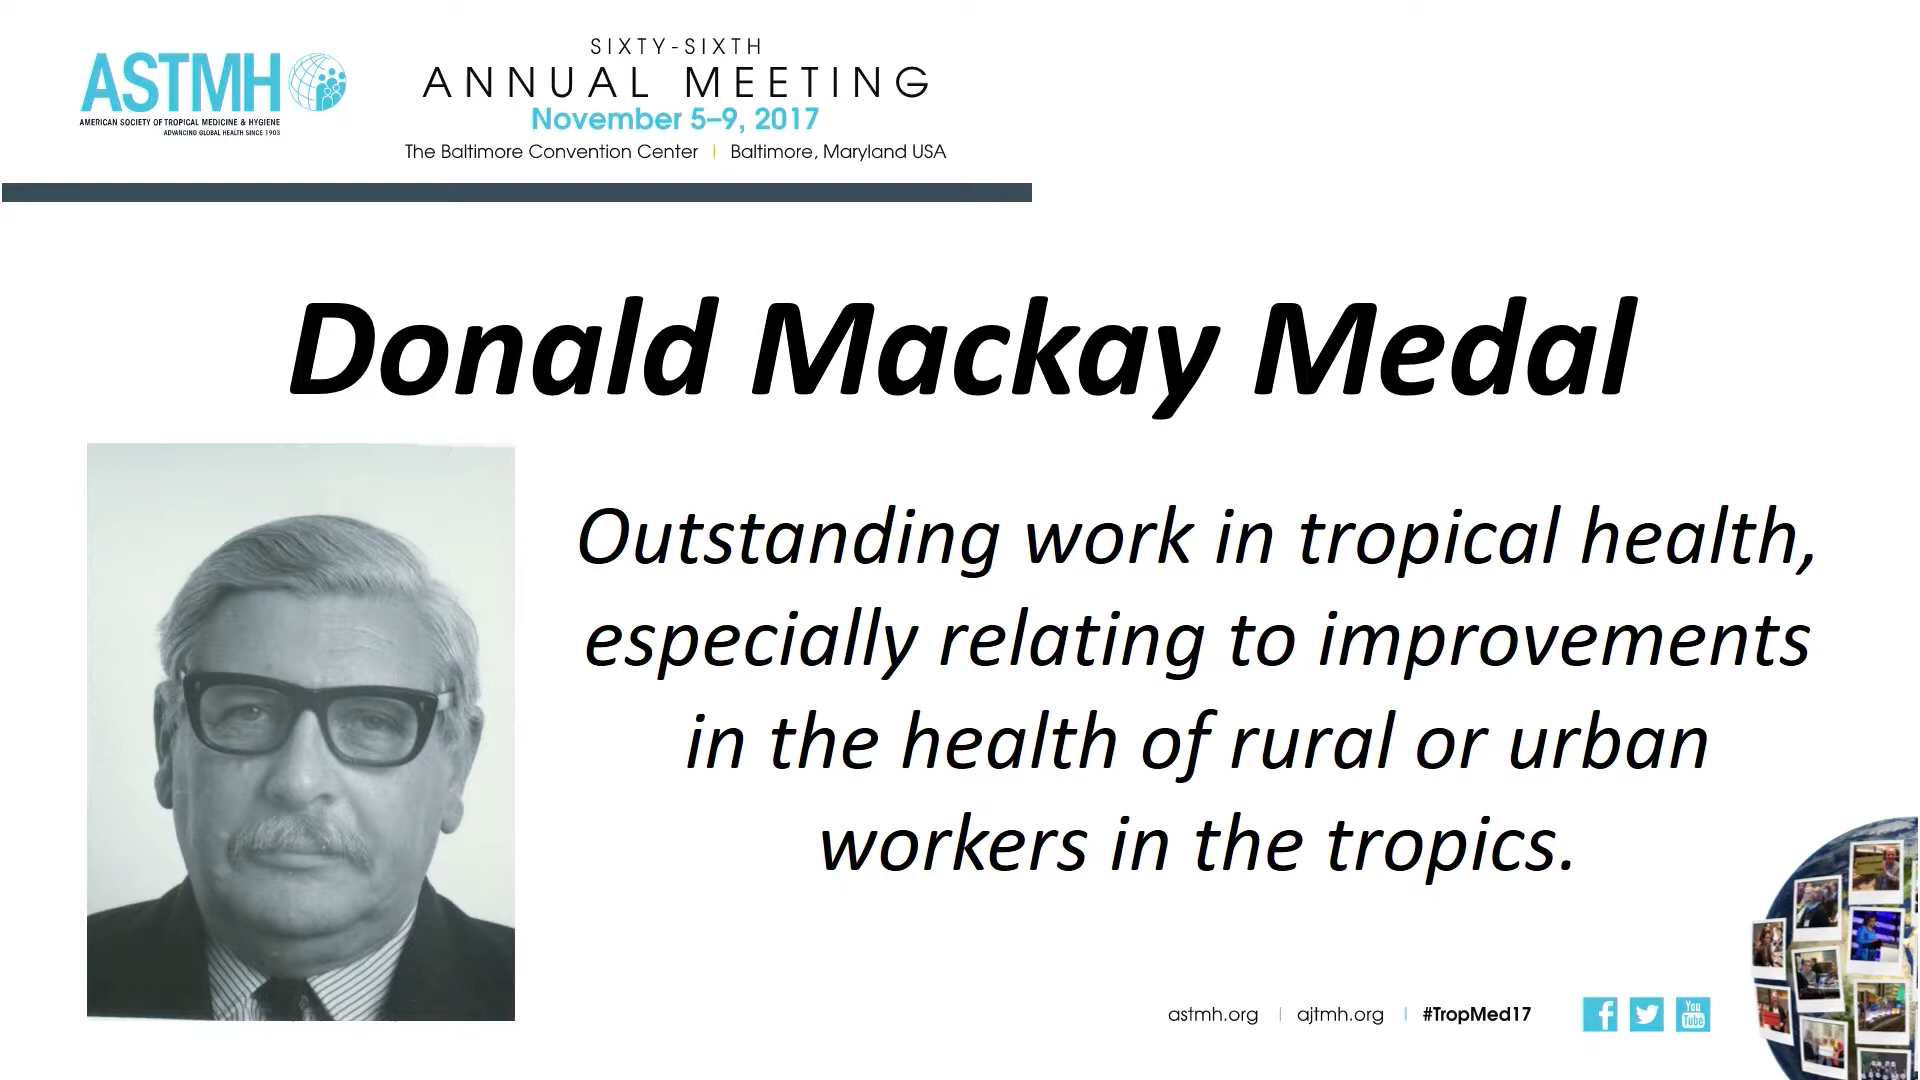 ASTMH
AMERICAN SOCIETY OF TROPICAL MEDICINE & HYGIENE
ADVANCING GLOBAL HEALTH SINCE 1903
SIXTY-SIXTH
ANNUAL MEETING
November 5–9, 2017
The Baltimore Convention Center | Baltimore, Maryland USA
Donald Mackay Medal
Outstanding work in tropical health,
especially relating to improvements
in the health of rural or urban
workers in the tropics.
astmh.org | ajtmh.org | #TropMed17
You
Tube